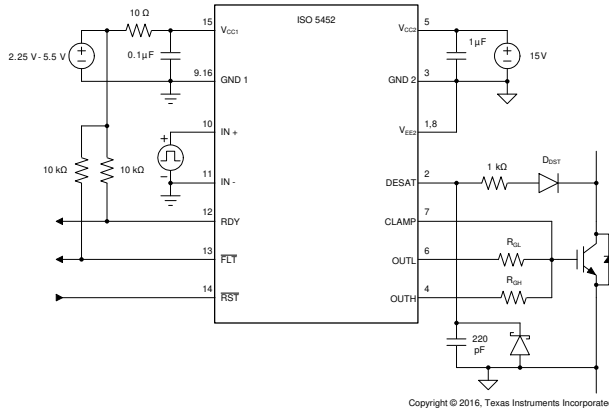 ISO 5452
10 Ω
15
V_CC1
2.25 V - 5.5 V
0.1µF
9,16
GND 1
10
IN +
11
IN -
10 kΩ
10 kΩ
12
RDY
13
FLT
14
RST
V_CC2
5
1µF
15V
GND 2
3
V_EE2
1,8
DESAT
2
1 kΩ
D_DST
CLAMP
7
OUTL
6
R_GL
OUTH
4
R_GH
220
pF
Copyright © 2016, Texas Instruments Incorporated